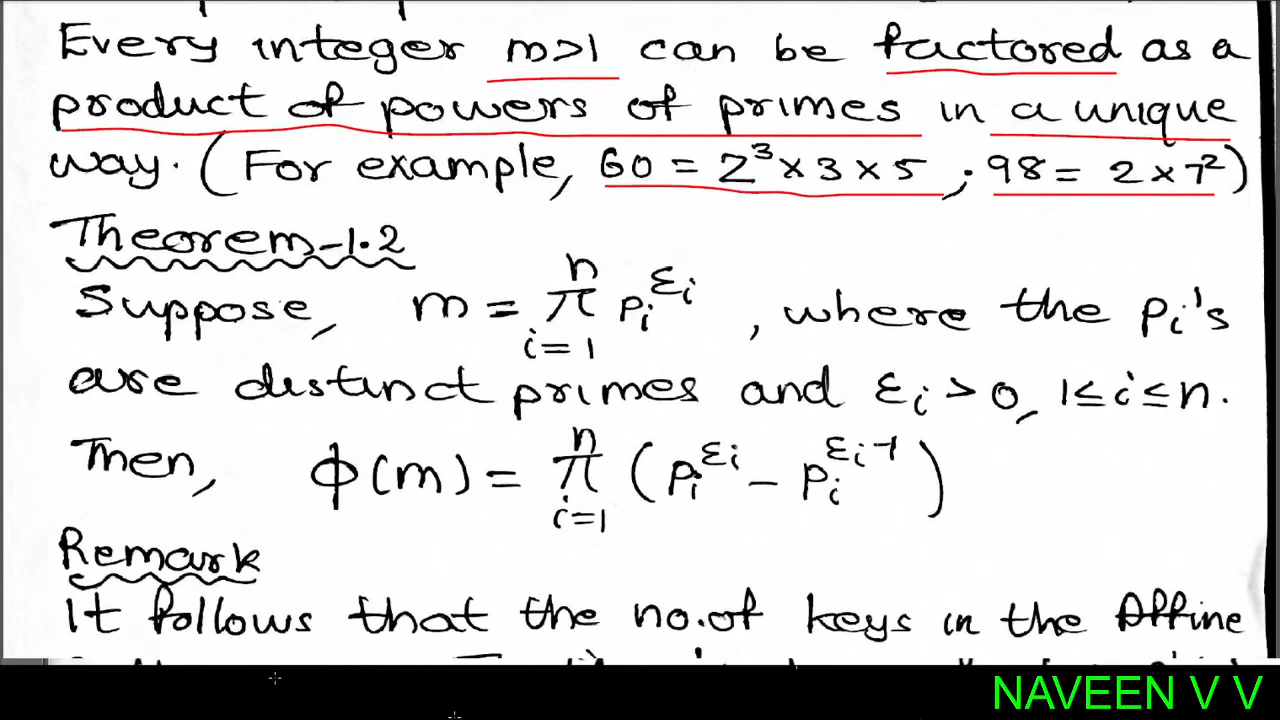 Every integer m>1 can be factored as a
product of powers of primes in a unique
way. (For example, 60 = 2³×3×5 ; 98 = 2×7²)
Theorem-1.2
Suppose, m = ∏_{i=1}^{n} p_i^{ε_i} , where the p_i's
are distinct primes and ε_i > 0, 1≤i≤n.
Then, ϕ(m) = ∏_{i=1}^{n} (p_i^{ε_i} - p_i^{ε_i-1})
Remark
It follows that the no.of keys in the Affine
NAVEEN V V